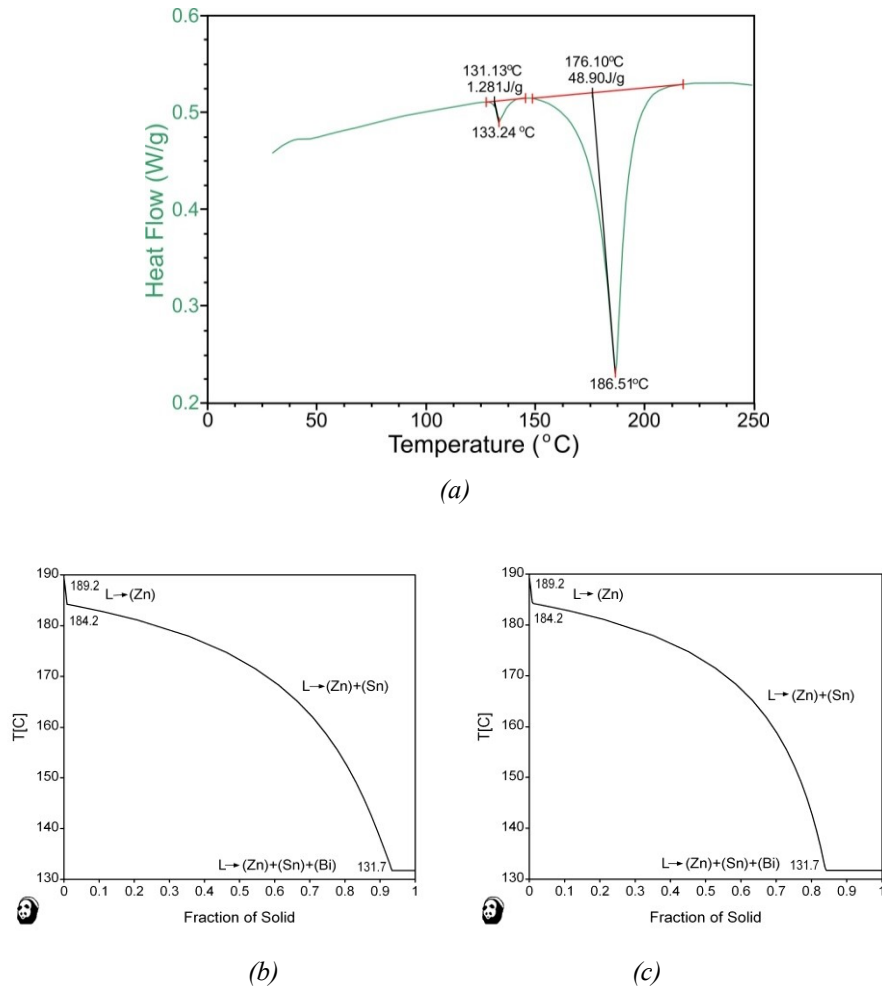 0.6
0.5
0.4
0.3
0.2
Heat Flow (W/g)
131.13ºC
1.281J/g
133.24 ºC
176.10ºC
48.90J/g
186.51ºC
0 50 100 150 200 250
Temperature (°C)
(a)
190
180
170
160
150
140
130
T[C]
189.2
L→(Zn)
184.2
L→(Zn)+(Sn)
L→(Zn)+(Sn)+(Bi)
131.7
0 0.1 0.2 0.3 0.4 0.5 0.6 0.7 0.8 0.9 1
Fraction of Solid
(b)
190
180
170
160
150
140
130
T[C]
189.2
L→(Zn)
184.2
L→(Zn)+(Sn)
L→(Zn)+(Sn)+(Bi)
131.7
0 0.1 0.2 0.3 0.4 0.5 0.6 0.7 0.8 0.9 1
Fraction of Solid
(c)